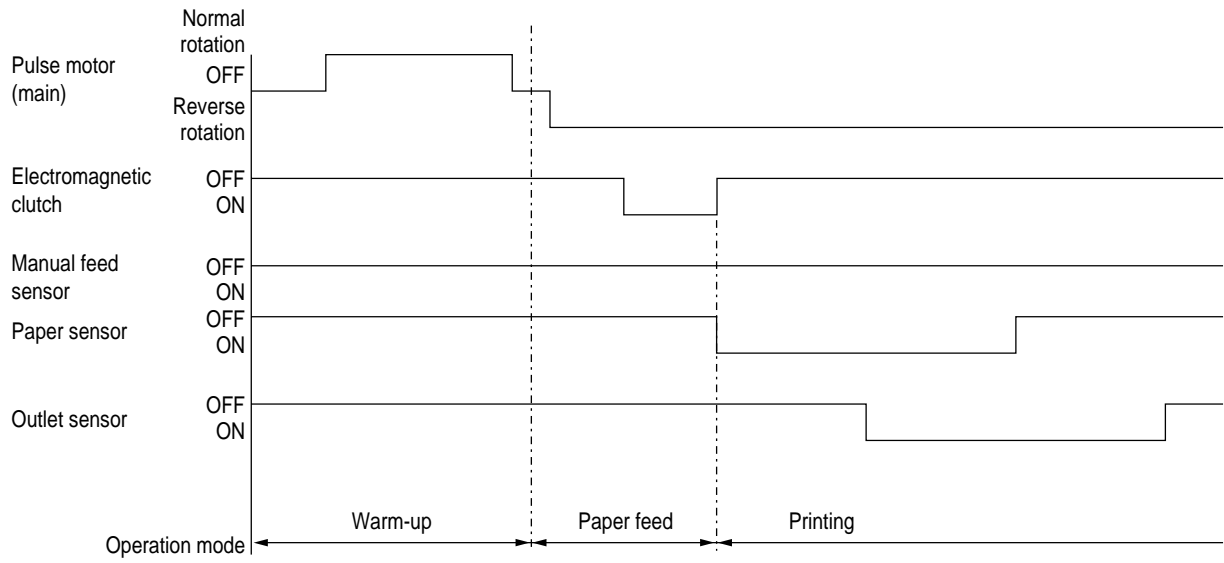 Normal
rotation
Pulse motor
(main)
OFF
Reverse
rotation
Electromagnetic
clutch
OFF
ON
Manual feed
sensor
OFF
ON
Paper sensor
OFF
ON
Outlet sensor
OFF
ON
Warm-up
Paper feed
Printing
Operation mode